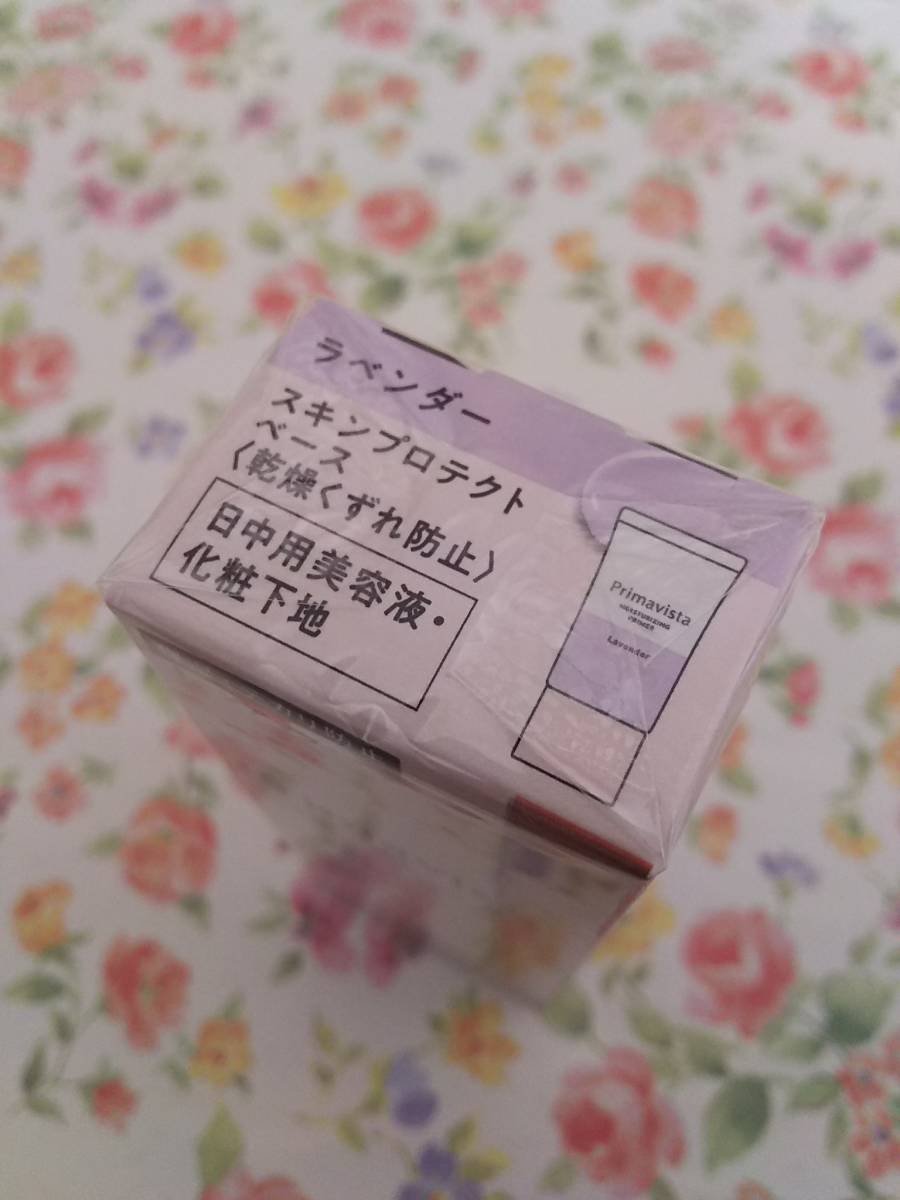 ラベンダー
スキンプロテクト
ベース
〈乾燥くずれ防止〉
日中用美容液・
化粧下地
Primavista
MOISTURIZING
PRIMER
Lavender